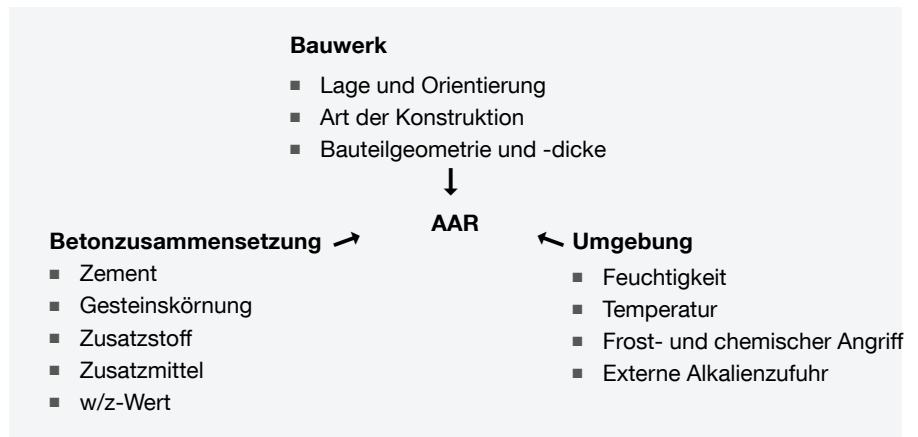 Bauwerk
■ Lage und Orientierung
■ Art der Konstruktion
■ Bauteilgeometrie und -dicke
AAR
Betonzusammensetzung
■ Zement
■ Gesteinskörnung
■ Zusatzstoff
■ Zusatzmittel
■ w/z-Wert
Umgebung
■ Feuchtigkeit
■ Temperatur
■ Frost- und chemischer Angriff
■ Externe Alkalienzufuhr